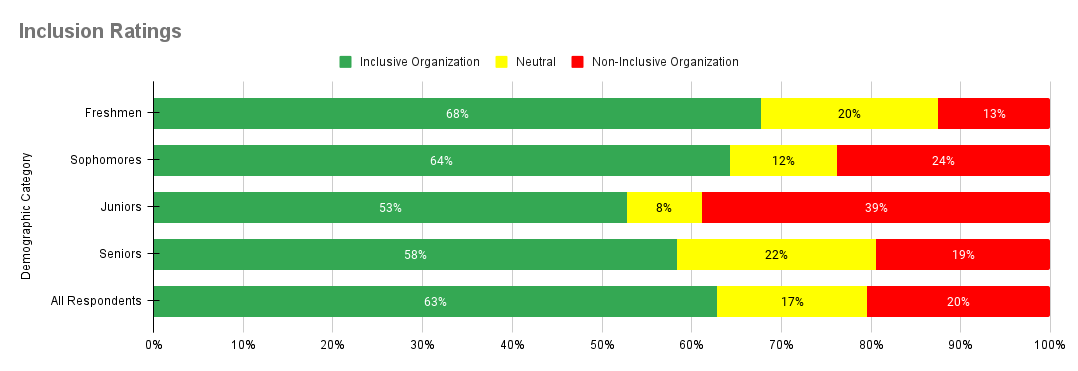 Inclusion Ratings
Inclusive Organization Neutral Non-Inclusive Organization
Demographic Category
Freshmen 68% 20% 13%
Sophomores 64% 12% 24%
Juniors 53% 8% 39%
Seniors 58% 22% 19%
All Respondents 63% 17% 20%
0% 10% 20% 30% 40% 50% 60% 70% 80% 90% 100%